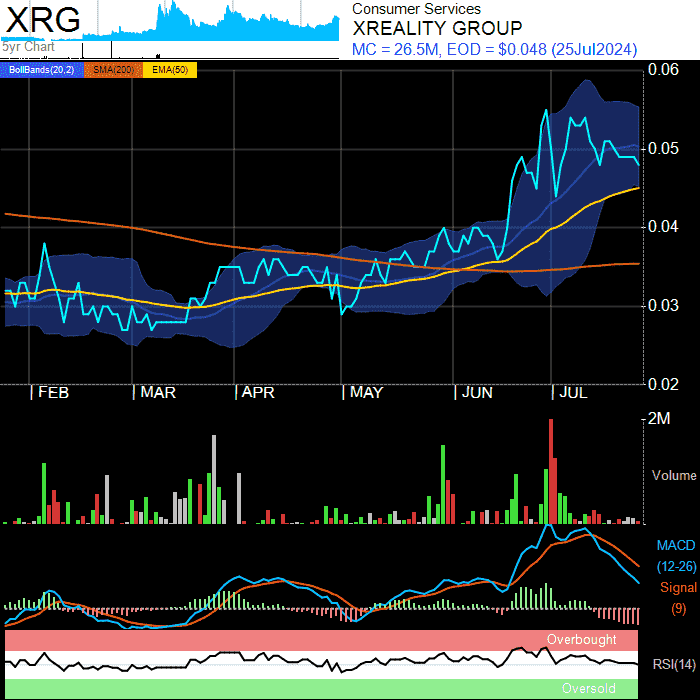 XRG
5yr Chart
Consumer Services
XREALITY GROUP
MC = 26.5M, EOD = $0.048 (25Jul2024)
BollBands(20,2) SMA(200) EMA(50)
0.06
0.05
0.04
0.03
0.02
FEB MAR APR MAY JUN JUL
2M
Volume
MACD
(12-26)
Signal
(9)
Overbought
RSI(14)
Oversold